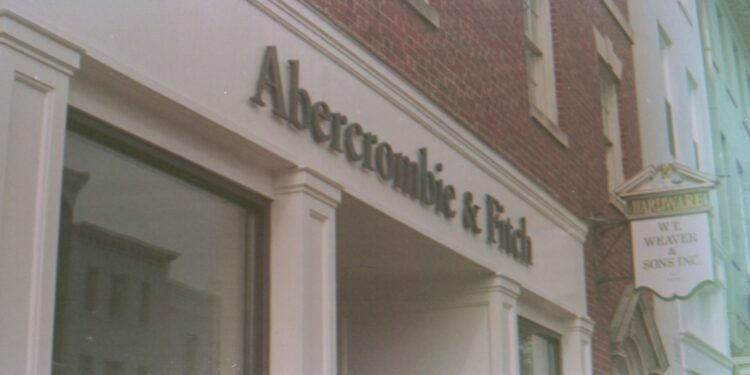 Abercrombie & Fitch
HARDWARE
W.T.
WEAVER
&
SONS INC.